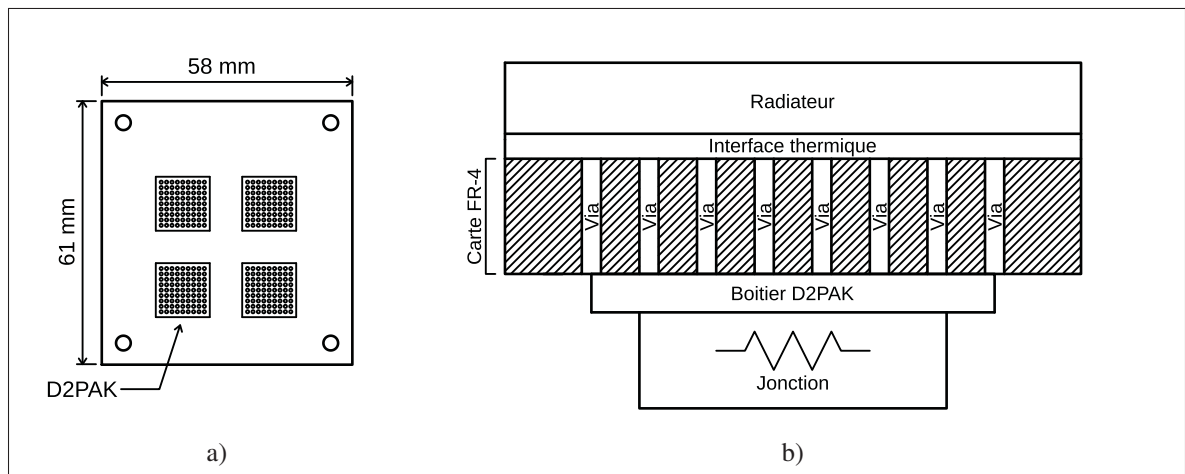 58 mm
61 mm
D2PAK
a)
Radiateur
Interface thermique
Carte FR-4
Via Via Via Via Via Via Via Via
Boitier D2PAK
Jonction
b)